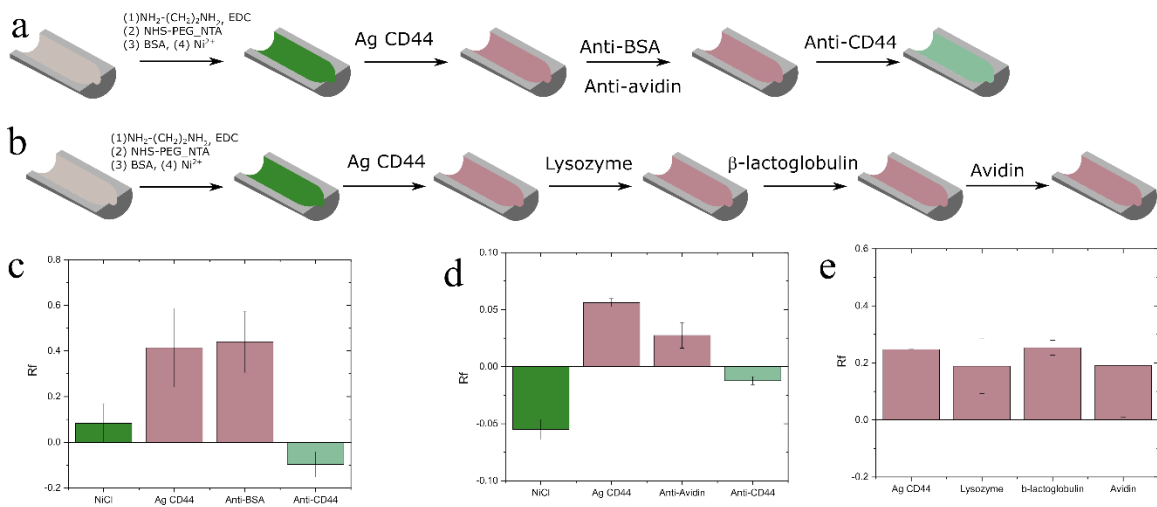 a
(1)NH₂-(CH₂)₂NH₂, EDC
(2) NHS-PEG_NTA
(3) BSA, (4) Ni²⁺
Ag CD44
Anti-BSA
Anti-avidin
Anti-CD44
b
(1)NH₂-(CH₂)₂NH₂, EDC
(2) NHS-PEG_NTA
(3) BSA, (4) Ni²⁺
Ag CD44
Lysozyme
β-lactoglobulin
Avidin
c
0.8
0.6
0.4
0.2
0.0
-0.2
Rf
NiCl
Ag CD44
Anti-BSA
Anti-CD44
d
0.10
0.05
0.00
-0.05
-0.10
Rf
NiCl
Ag CD44
Anti-Avidin
Anti-CD44
e
0.6
0.4
0.2
0.0
-0.2
Rf
Ag CD44
Lysozyme
b-lactoglobulin
Avidin